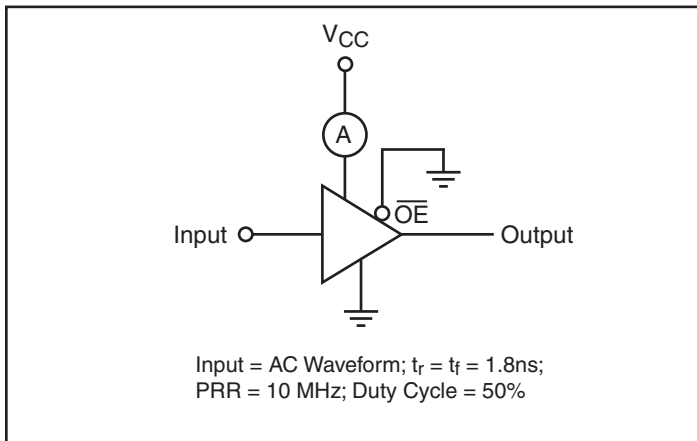 VCC
A
OE
Input
Output
Input = AC Waveform; tr = tf = 1.8ns;
PRR = 10 MHz; Duty Cycle = 50%